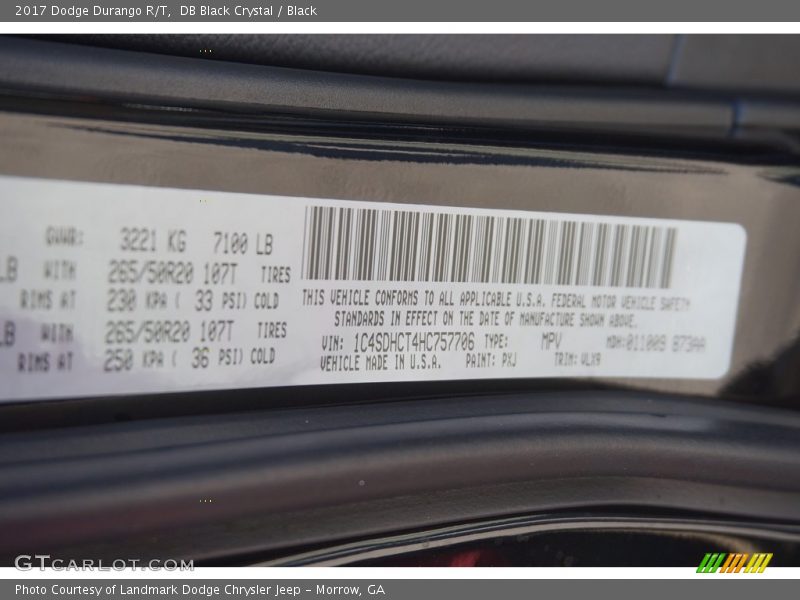 2017 Dodge Durango R/T, DB Black Crystal / Black
GVWR: 3221 KG 7100 LB
LB WITH 265/50R20 107T TIRES
RIMS AT 230 KPA ( 33 PSI) COLD
LB WITH 265/50R20 107T TIRES
RIMS AT 250 KPA ( 36 PSI) COLD
THIS VEHICLE CONFORMS TO ALL APPLICABLE U.S.A. FEDERAL MOTOR VEHICLE SAFETY
STANDARDS IN EFFECT ON THE DATE OF MANUFACTURE SHOWN ABOVE.
VIN: 1C4SDHCT4HC757706 TYPE: MPV MDH:011009 873AA
VEHICLE MADE IN U.S.A. PAINT: PXJ TRIM: VLX9
GTCARLOT.COM
Photo Courtesy of Landmark Dodge Chrysler Jeep – Morrow, GA